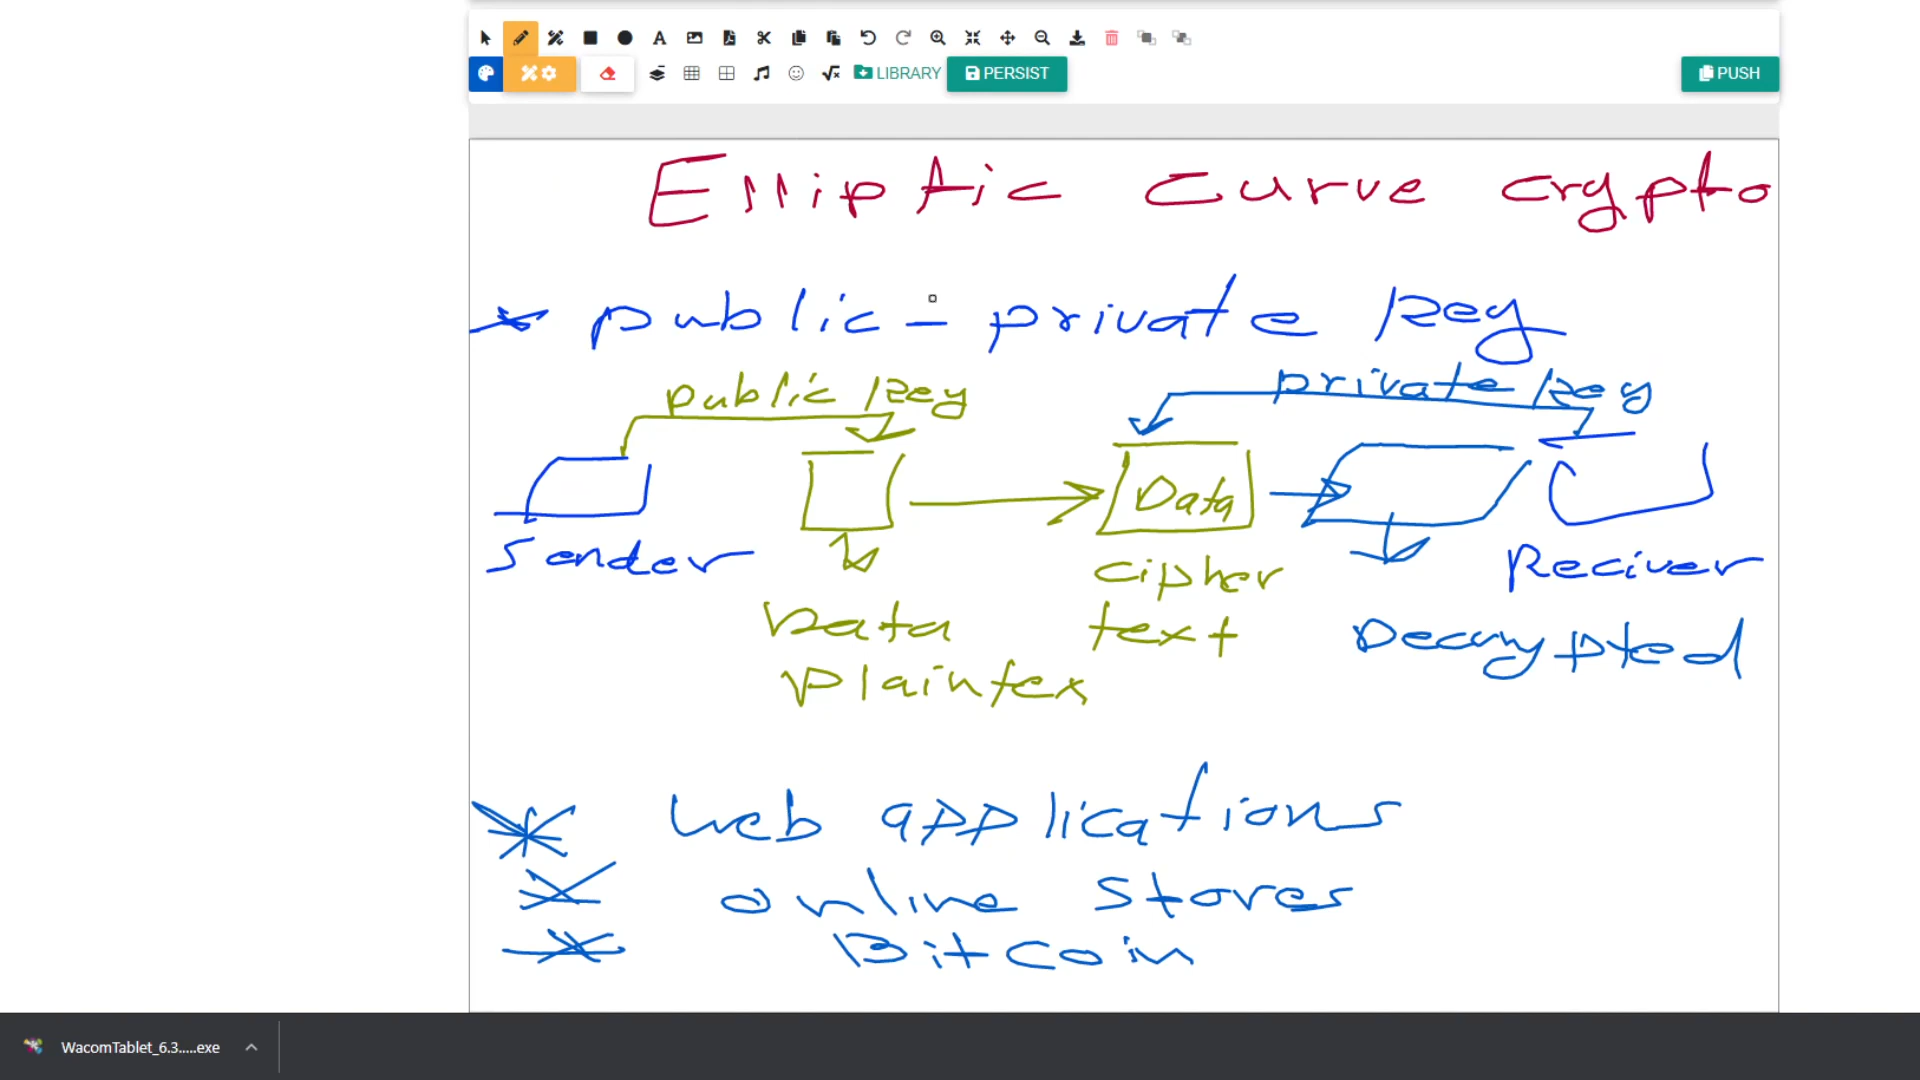 LIBRARY PERSIST PUSH
Elliptic curve crypto
public - private key
public key private key
Data
Sender Reciver
cipher
Data text Decrypted
plaintex
web applications
online stores
Bitcoin
WacomTablet_6.3.....exe